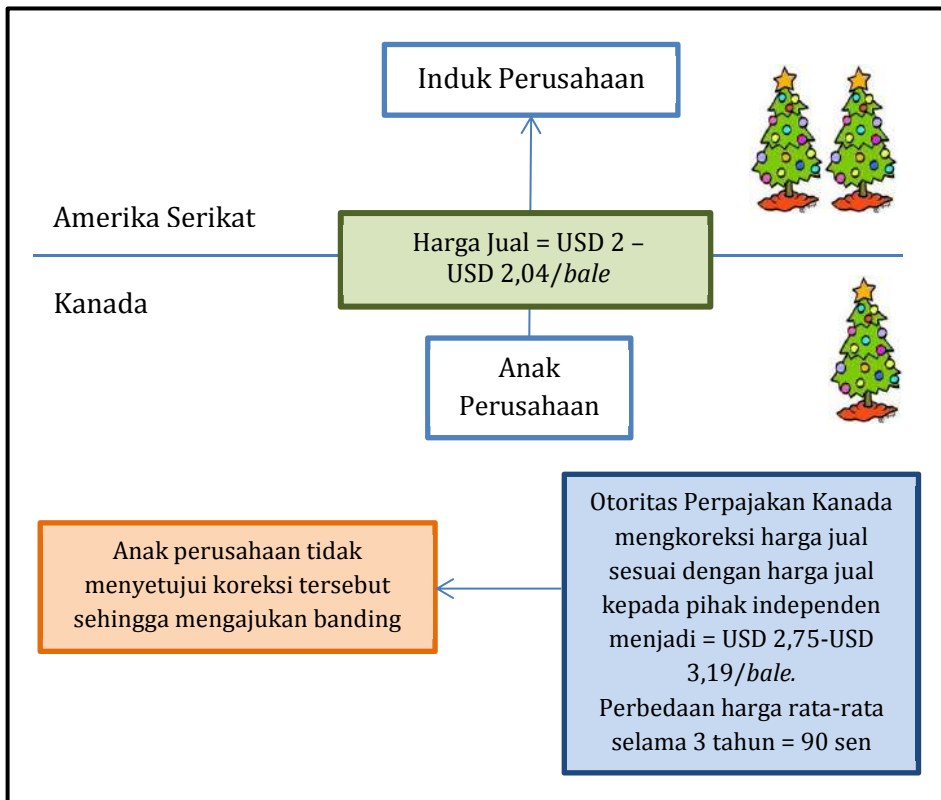 Induk Perusahaan
Amerika Serikat
Harga Jual = USD 2 –
USD 2,04/bale
Kanada
Anak
Perusahaan
Anak perusahaan tidak
menyetujui koreksi tersebut
sehingga mengajukan banding
Otoritas Perpajakan Kanada
mengkoreksi harga jual
sesuai dengan harga jual
kepada pihak independen
menjadi = USD 2,75-USD
3,19/bale.
Perbedaan harga rata-rata
selama 3 tahun = 90 sen